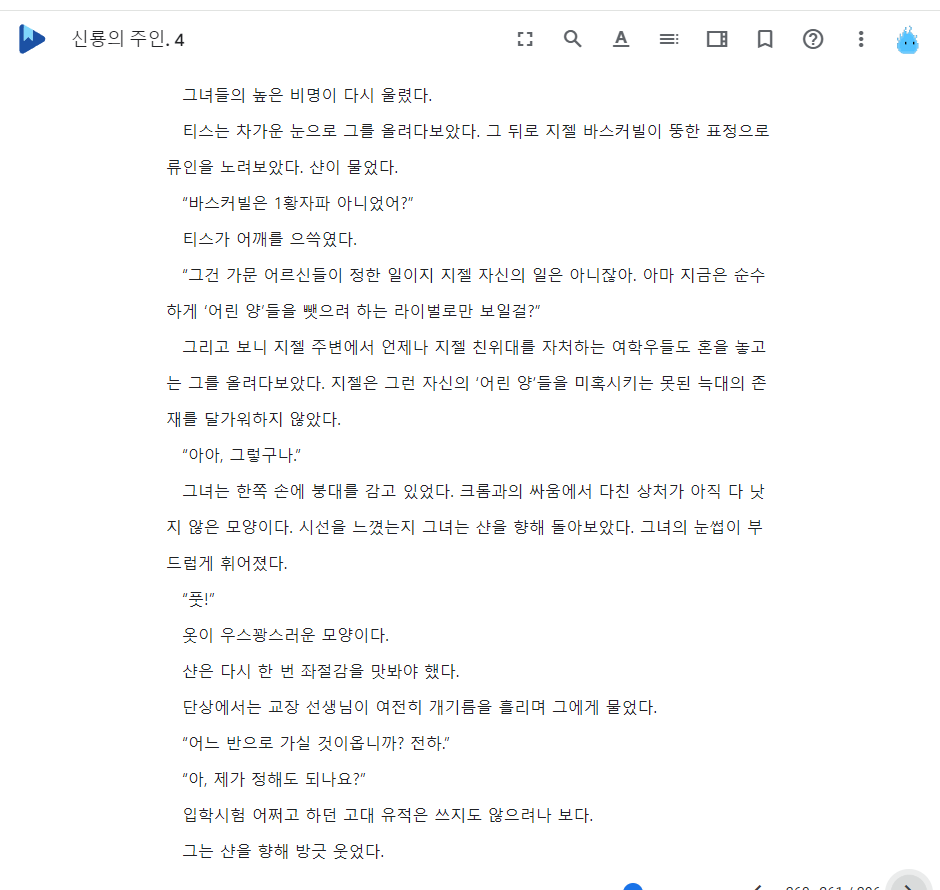 신룡의 주인. 4
그녀들의 높은 비명이 다시 울렸다.
티스는 차가운 눈으로 그를 올려다보았다. 그 뒤로 지젤 바스커빌이 뚱한 표정으로
류인을 노려보았다. 샨이 물었다.
“바스커빌은 1황자파 아니었어?”
티스가 어깨를 으쓱였다.
“그건 가문 어르신들이 정한 일이지 지젤 자신의 일은 아니잖아. 아마 지금은 순수
하게 ‘어린 양’들을 뺏으려 하는 라이벌로만 보일걸?”
그리고 보니 지젤 주변에서 언제나 지젤 친위대를 자처하는 여학우들도 혼을 놓고
는 그를 올려다보았다. 지젤은 그런 자신의 ‘어린 양’들을 미혹시키는 못된 늑대의 존
재를 달가워하지 않았다.
“아아, 그렇구나.”
그녀는 한쪽 손에 붕대를 감고 있었다. 크롬과의 싸움에서 다친 상처가 아직 다 낫
지 않은 모양이다. 시선을 느꼈는지 그녀는 샨을 향해 돌아보았다. 그녀의 눈썹이 부
드럽게 휘어졌다.
“풋!”
옷이 우스꽝스러운 모양이다.
샨은 다시 한 번 좌절감을 맛봐야 했다.
단상에서는 교장 선생님이 여전히 개기름을 흘리며 그에게 물었다.
“어느 반으로 가실 것이옵니까? 전하.”
“아, 제가 정해도 되나요?”
입학시험 어쩌고 하던 고대 유적은 쓰지도 않으려나 보다.
그는 샨을 향해 방긋 웃었다.